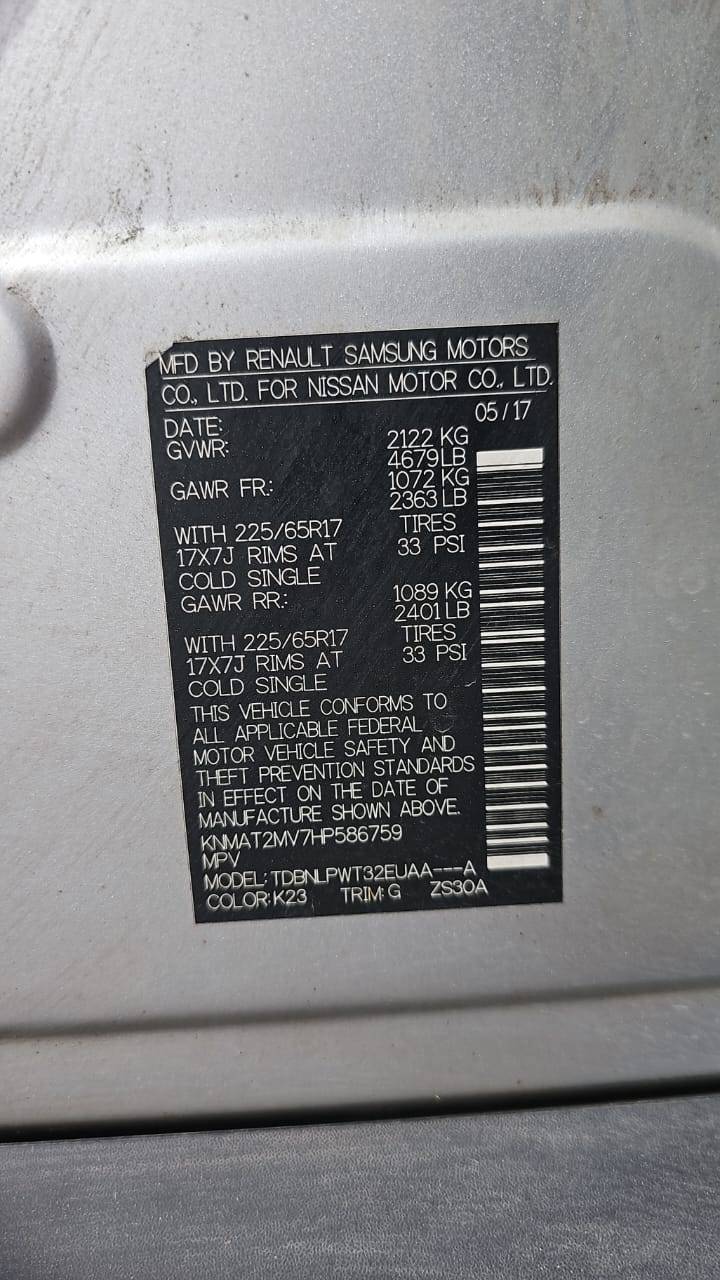 MFD BY RENAULT SAMSUNG MOTORS
CO., LTD. FOR NISSAN MOTOR CO., LTD.
DATE: 05/17
GVWR: 2122 KG
4679 LB
GAWR FR.: 1072 KG
2363 LB
WITH 225/65R17 TIRES
17X7J RIMS AT 33 PSI
COLD SINGLE
GAWR RR.: 1089 KG
2401 LB
WITH 225/65R17 TIRES
17X7J RIMS AT 33 PSI
COLD SINGLE
THIS VEHICLE CONFORMS TO
ALL APPLICABLE FEDERAL
MOTOR VEHICLE SAFETY AND
THEFT PREVENTION STANDARDS
IN EFFECT ON THE DATE OF
MANUFACTURE SHOWN ABOVE.
KNMAT2MV7HP586759
MPV
MODEL: TDBNLPWT32EUAA---A
COLOR: K23 TRIM: G ZS30A